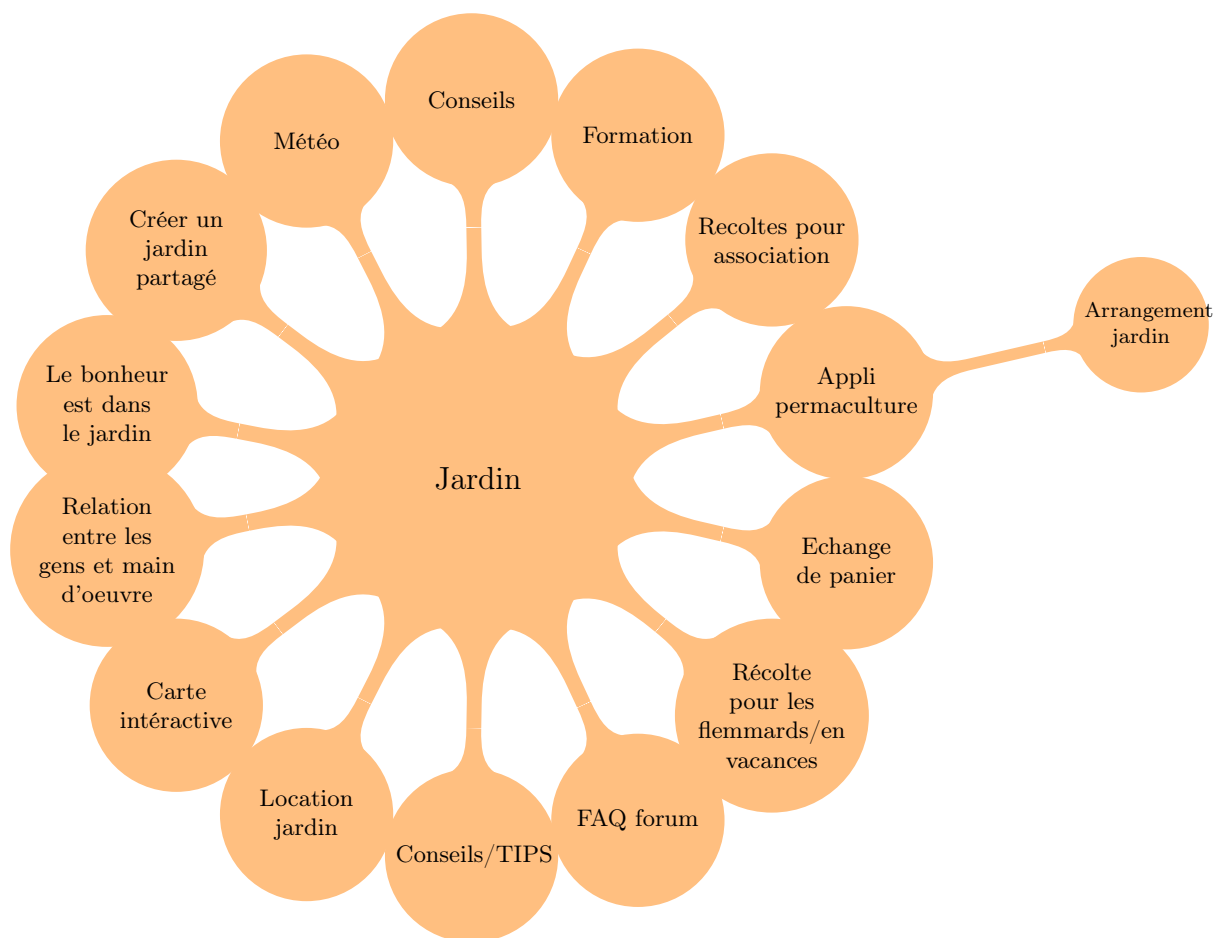 Conseils
Formation
Météo
Recoltes pour
association
Créer un
jardin
partagé
Arrangement
jardin
Appli
permaculture
Le bonheur
est dans
le jardin
Jardin
Relation
entre les
gens et main
d'oeuvre
Echange
de panier
Récolte
pour les
flemmards/en
vacances
Carte
intéractive
Location
jardin
FAQ forum
Conseils/TIPS